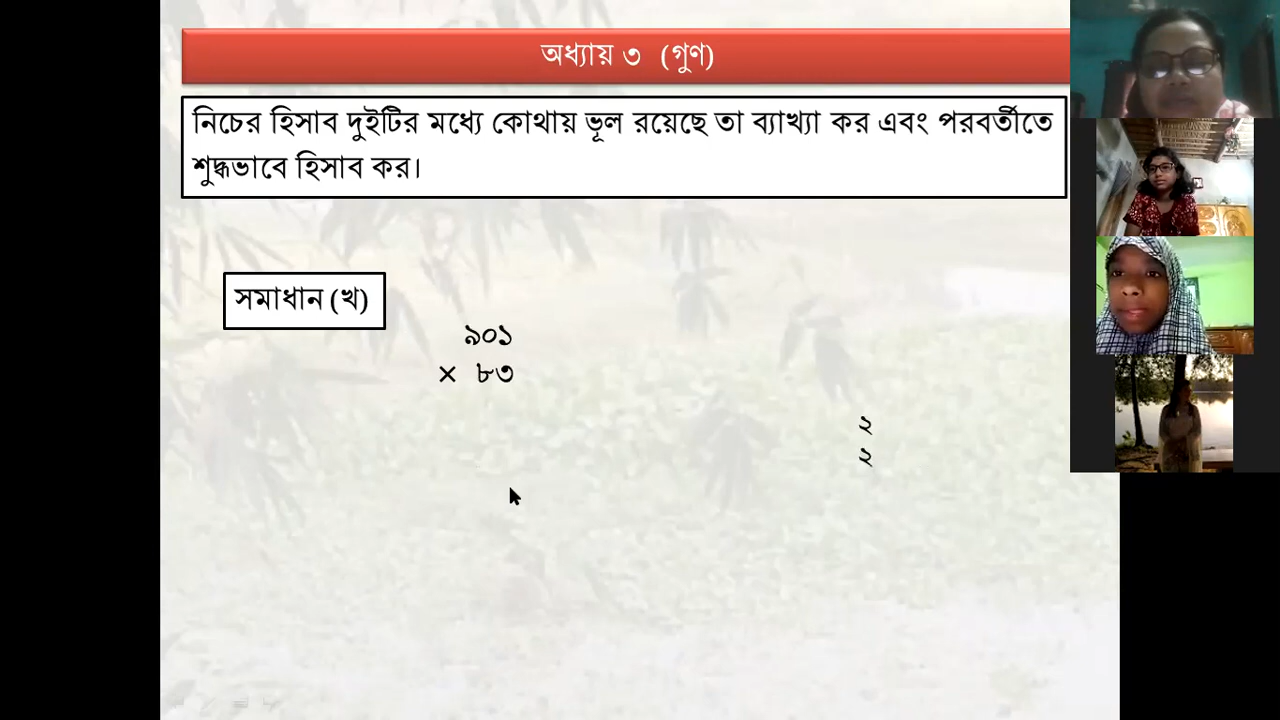 অধ্যায় ৩ (গুণ)
নিচের হিসাব দুইটির মধ্যে কোথায় ভূল রয়েছে তা ব্যাখ্যা কর এবং পরবর্তীতে
শুদ্ধভাবে হিসাব কর।
সমাধান (খ)
৯০১
× ৮৩
২
২